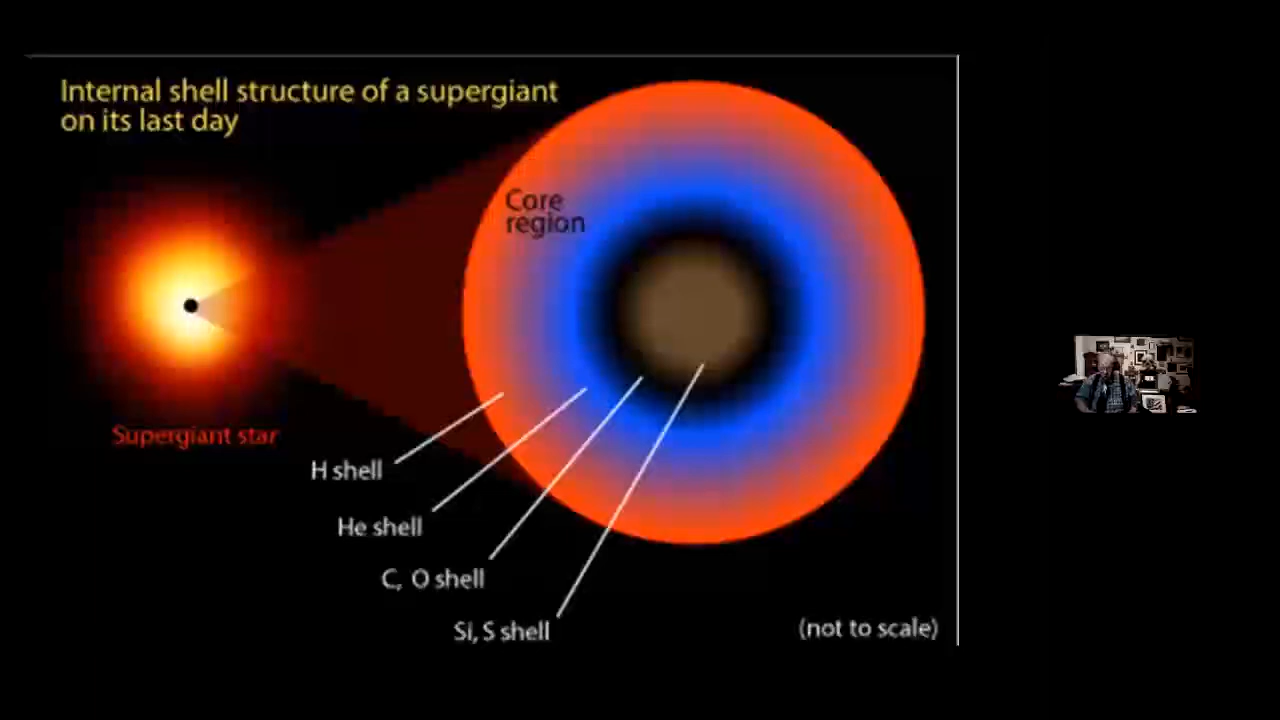 Internal shell structure of a supergiant
on its last day
Core
region
Supergiant star
H shell
He shell
C, O shell
Si, S shell
(not to scale)